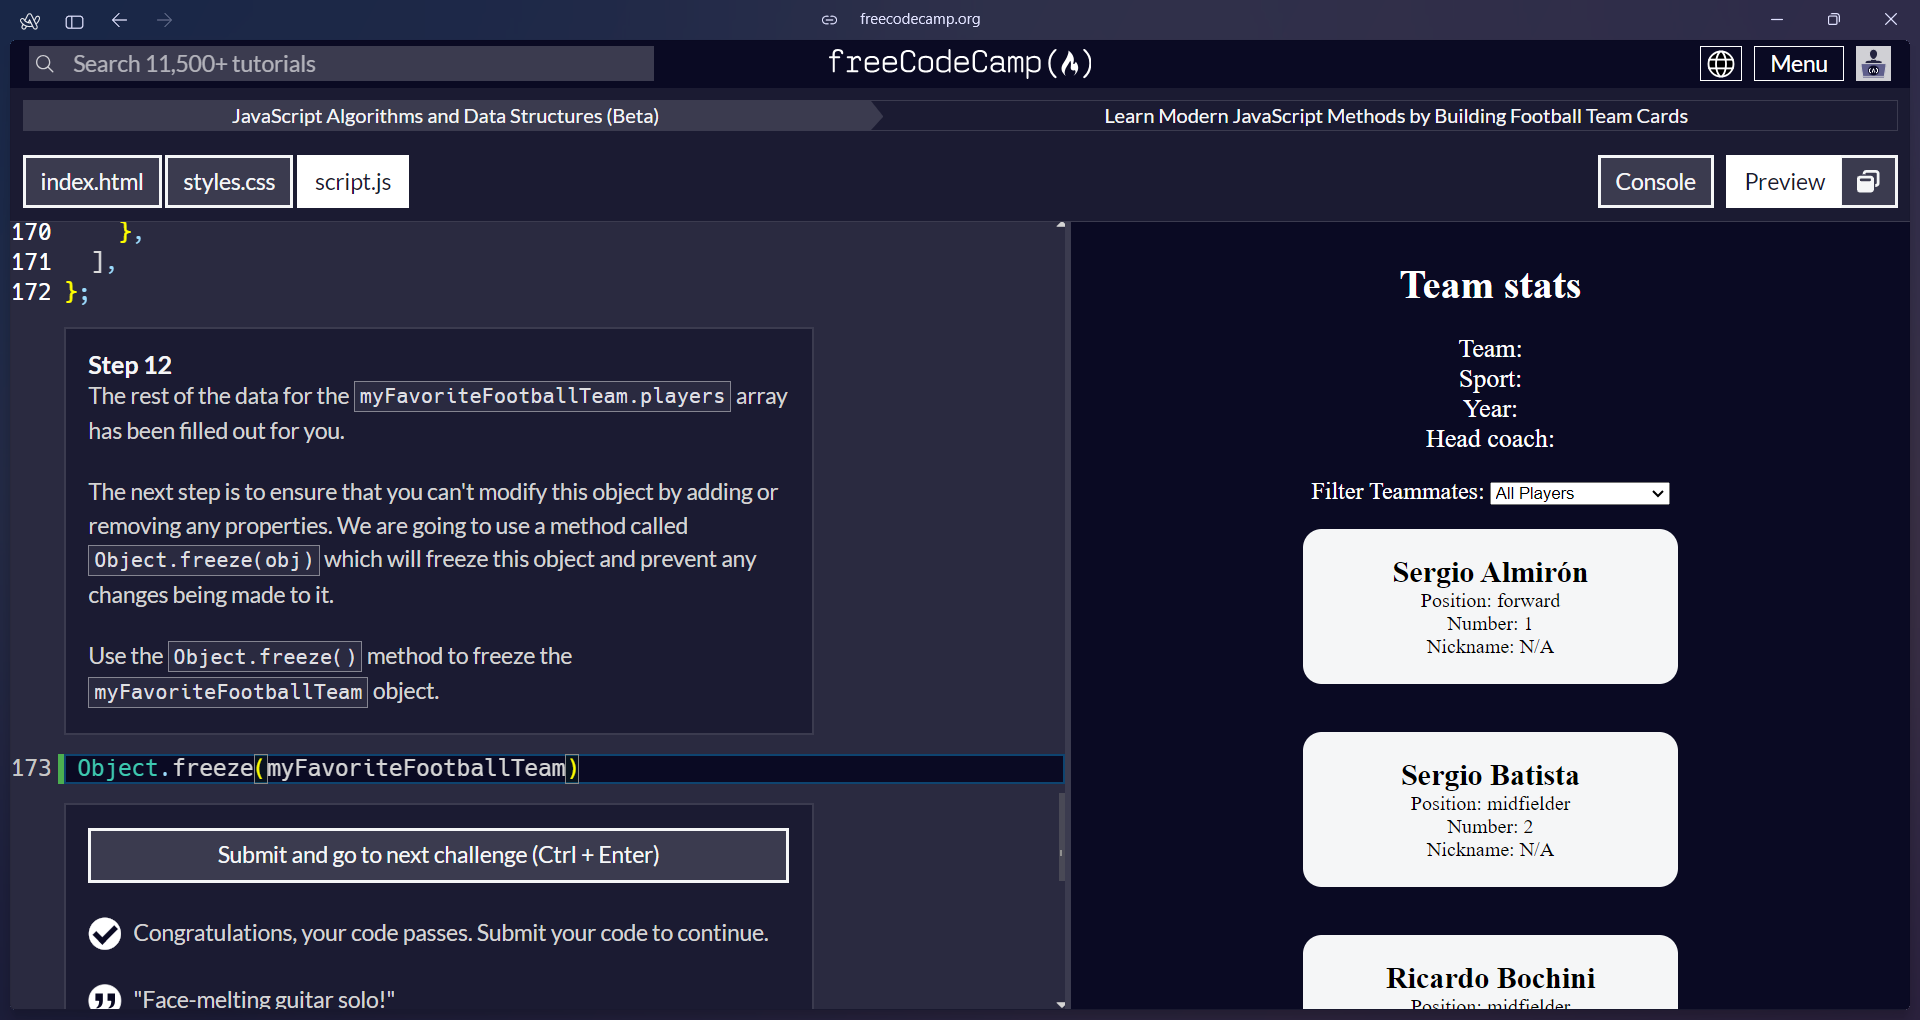 freecodecamp.org
Search 11,500+ tutorials
freeCodeCamp(🔥)
Menu
JavaScript Algorithms and Data Structures (Beta)
Learn Modern JavaScript Methods by Building Football Team Cards
index.html
styles.css
script.js
Console
Preview
170 },
171 ],
172 };
Step 12
The rest of the data for the myFavoriteFootballTeam.players array
has been filled out for you.
The next step is to ensure that you can't modify this object by adding or
removing any properties. We are going to use a method called
Object.freeze(obj) which will freeze this object and prevent any
changes being made to it.
Use the Object.freeze() method to freeze the
myFavoriteFootballTeam object.
173 Object.freeze(myFavoriteFootballTeam)
Submit and go to next challenge (Ctrl + Enter)
Congratulations, your code passes. Submit your code to continue.
"Face-melting guitar solo!"
Team stats
Team:
Sport:
Year:
Head coach:
Filter Teammates: All Players
Sergio Almirón
Position: forward
Number: 1
Nickname: N/A
Sergio Batista
Position: midfielder
Number: 2
Nickname: N/A
Ricardo Bochini
Position: midfielder